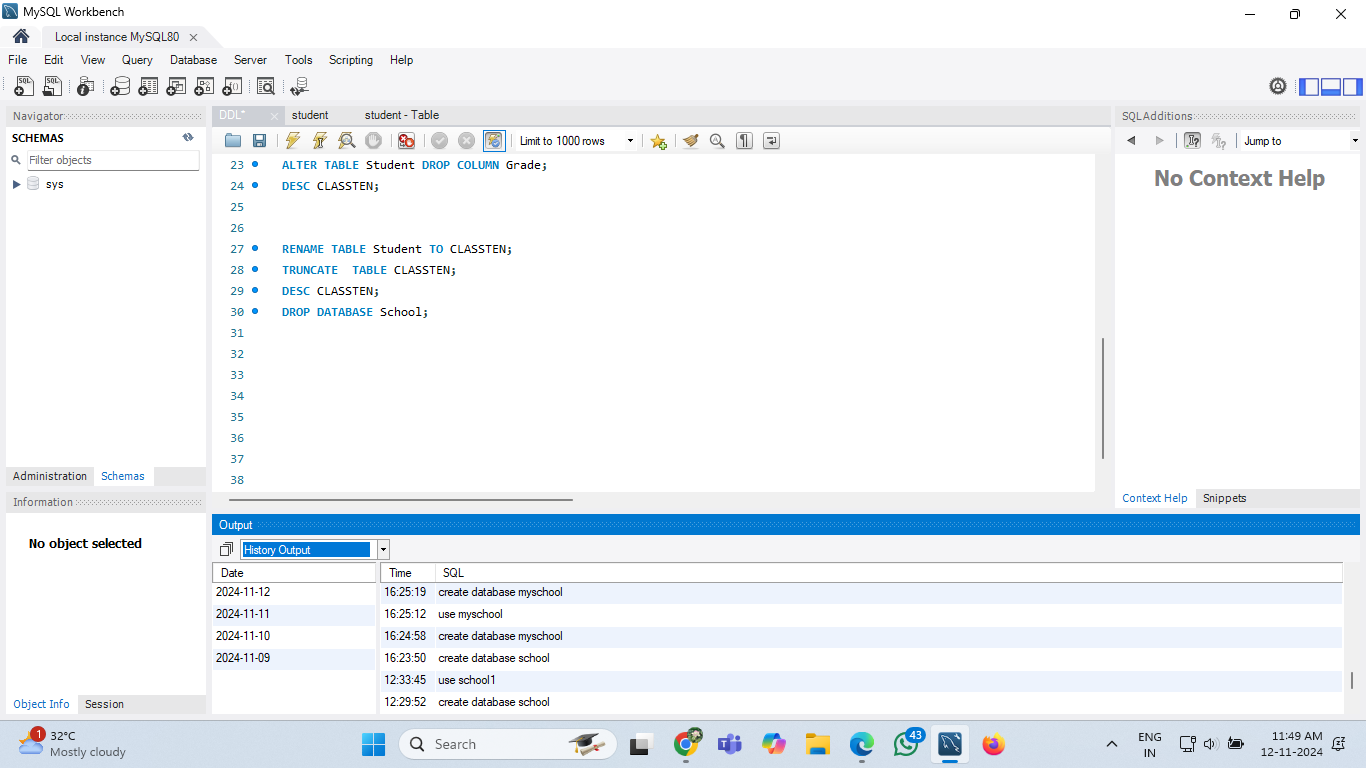 MySQL Workbench
Local instance MySQL80
File Edit View Query Database Server Tools Scripting Help
Navigator
SCHEMAS
Filter objects
sys
Administration Schemas
Information
No object selected
Object Info Session
DDL* student student - Table
Limit to 1000 rows
23 ALTER TABLE Student DROP COLUMN Grade;
24 DESC CLASSTEN;
25
26
27 RENAME TABLE Student TO CLASSTEN;
28 TRUNCATE  TABLE CLASSTEN;
29 DESC CLASSTEN;
30 DROP DATABASE School;
31
32
33
34
35
36
37
38
SQLAdditions
Jump to
No Context Help
Context Help Snippets
Output
History Output
Date Time SQL
2024-11-12 16:25:19 create database myschool
2024-11-11 16:25:12 use myschool
2024-11-10 16:24:58 create database myschool
2024-11-09 16:23:50 create database school
12:33:45 use school1
12:29:52 create database school
1
32°C
Mostly cloudy
Search
43
ENG
IN
11:49 AM
12-11-2024